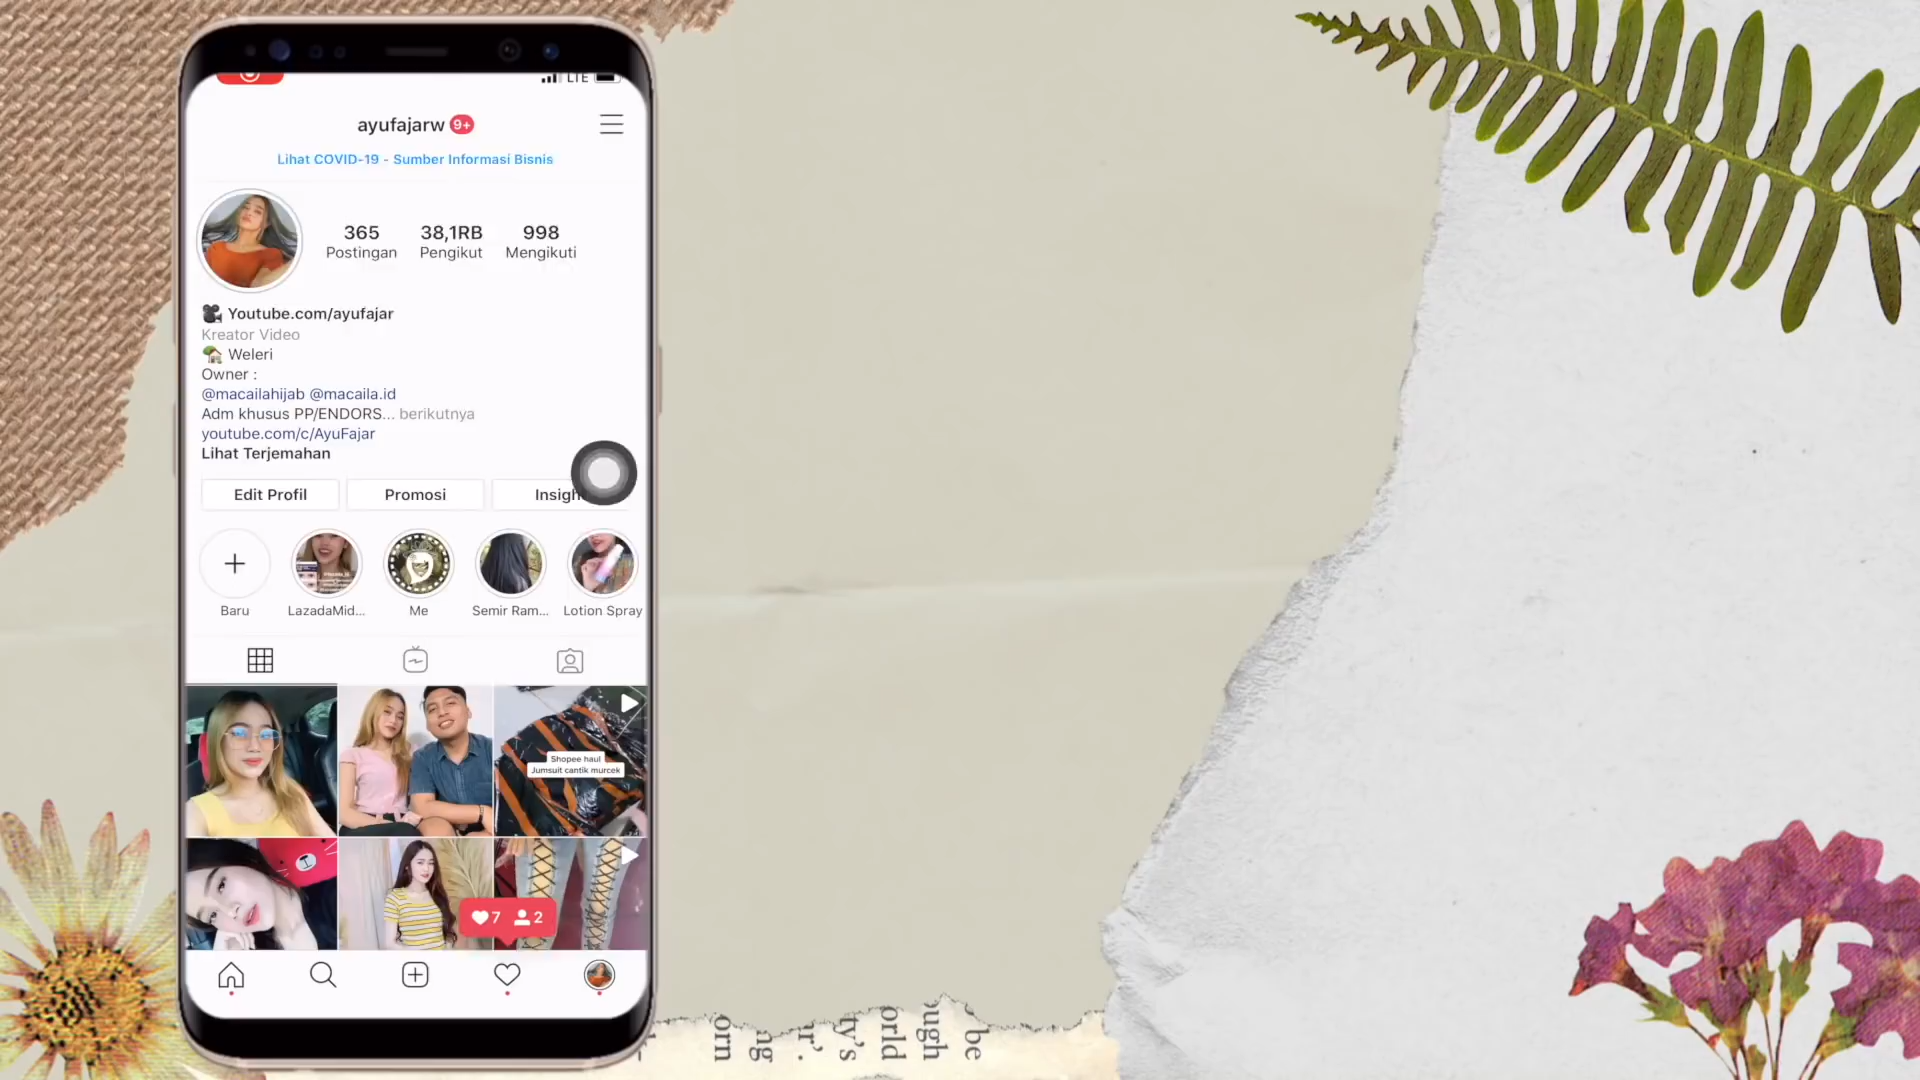 LTE
ayufajarw 9+
Lihat COVID-19 - Sumber Informasi Bisnis
365 38,1RB 998
Postingan Pengikut Mengikuti
Youtube.com/ayufajar
Kreator Video
Weleri
Owner :
@macailahijab @macaila.id
Adm khusus PP/ENDORS... berikutnya
youtube.com/c/AyuFajar
Lihat Terjemahan
Edit Profil Promosi
Baru LazadaMid... Me Semir Ram... Lotion Spray
Shopee haul
Jumsuit cantik murcek
7 2
be
ough
orld
ty's
r'.
ng
orn